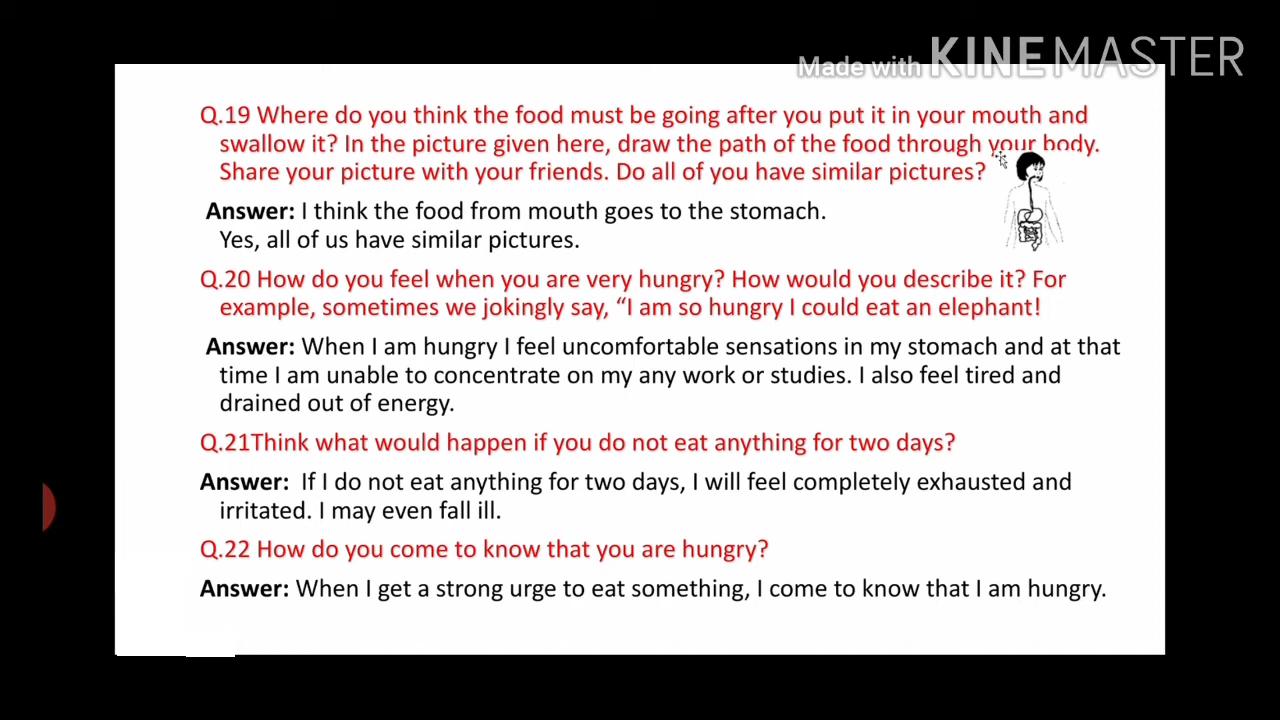 Made with KINEMASTER
Q.19 Where do you think the food must be going after you put it in your mouth and
swallow it? In the picture given here, draw the path of the food through your body.
Share your picture with your friends. Do all of you have similar pictures?
Answer: I think the food from mouth goes to the stomach.
Yes, all of us have similar pictures.
Q.20 How do you feel when you are very hungry? How would you describe it? For
example, sometimes we jokingly say, “I am so hungry I could eat an elephant!
Answer: When I am hungry I feel uncomfortable sensations in my stomach and at that
time I am unable to concentrate on my any work or studies. I also feel tired and
drained out of energy.
Q.21Think what would happen if you do not eat anything for two days?
Answer: If I do not eat anything for two days, I will feel completely exhausted and
irritated. I may even fall ill.
Q.22 How do you come to know that you are hungry?
Answer: When I get a strong urge to eat something, I come to know that I am hungry.